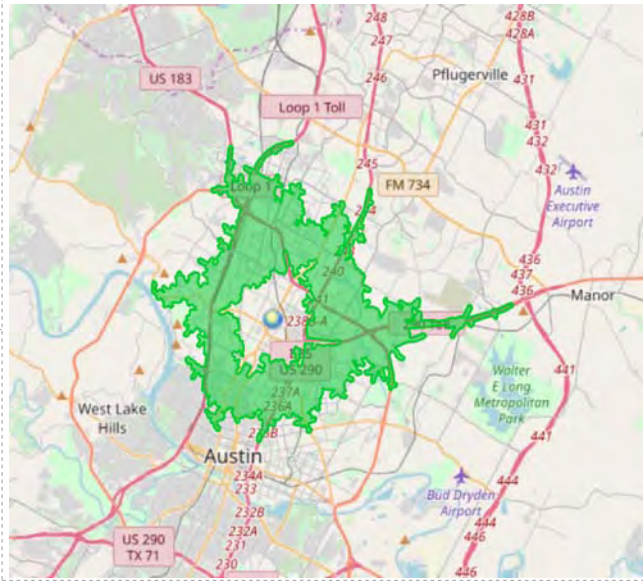 248
428B
428A
247
US 183
246
Pflugerville
431
Loop 1 Toll
431
432
245
432
Loop 1
FM 734
Austin
Executive
Airport
240
436
437
436
Manor
241
US 290
237A
236A
Walter
E Long
Metropolitan
Park
441
West Lake
Hills
Austin
234A
233
441
Bud Dryden
Airport
232B
US 290
TX 71
232A
231
230
444
446
446